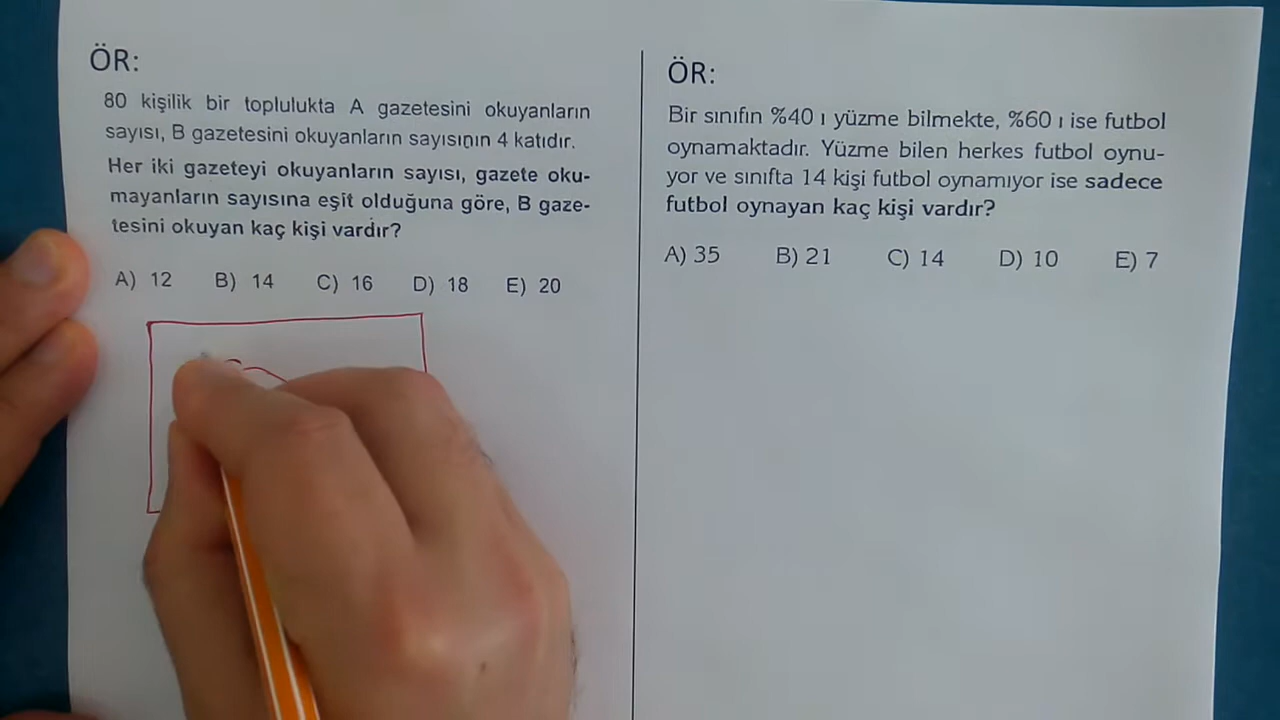 ÖR:
80 kişilik bir toplulukta A gazetesini okuyanların
sayısı, B gazetesini okuyanların sayısının 4 katıdır.
Her iki gazeteyi okuyanların sayısı, gazete oku-
mayanların sayısına eşit olduğuna göre, B gaze-
tesini okuyan kaç kişi vardır?
A) 12 B) 14 C) 16 D) 18 E) 20
ÖR:
Bir sınıfın %40 ı yüzme bilmekte, %60 ı ise futbol
oynamaktadır. Yüzme bilen herkes futbol oynu-
yor ve sınıfta 14 kişi futbol oynamıyor ise sadece
futbol oynayan kaç kişi vardır?
A) 35 B) 21 C) 14 D) 10 E) 7